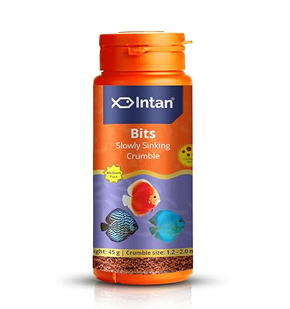 Intan®
Bits
Slowly Sinking
Crumble
Medium
Pack
ght: 45 g | Crumble size: 1.2 - 2.0 m